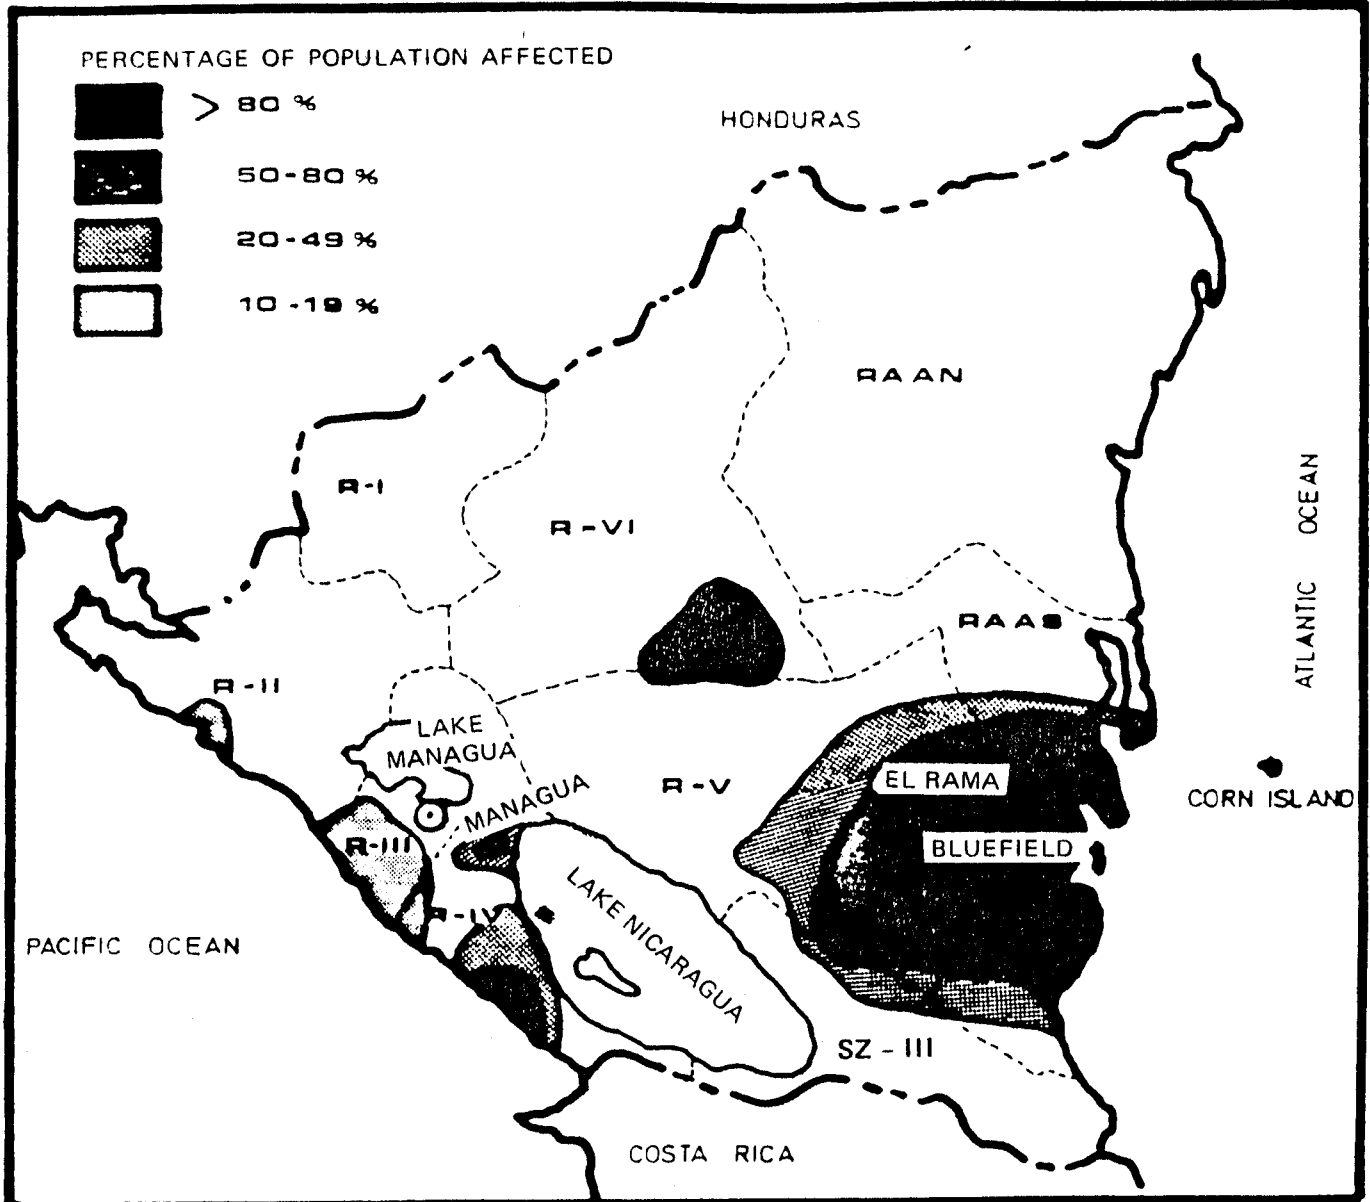 PERCENTAGE OF POPULATION AFFECTED
> 80 %
50-80 %
20-49 %
10-19 %
HONDURAS
RAAN
R-I
R-VI
ATLANTIC OCEAN
RAAS
R-II
LAKE
MANAGUA
MANAGUA
R-V
EL RAMA
CORN ISLAND
R-III
BLUEFIELD
R-IV
LAKE NICARAGUA
PACIFIC OCEAN
SZ-III
COSTA RICA